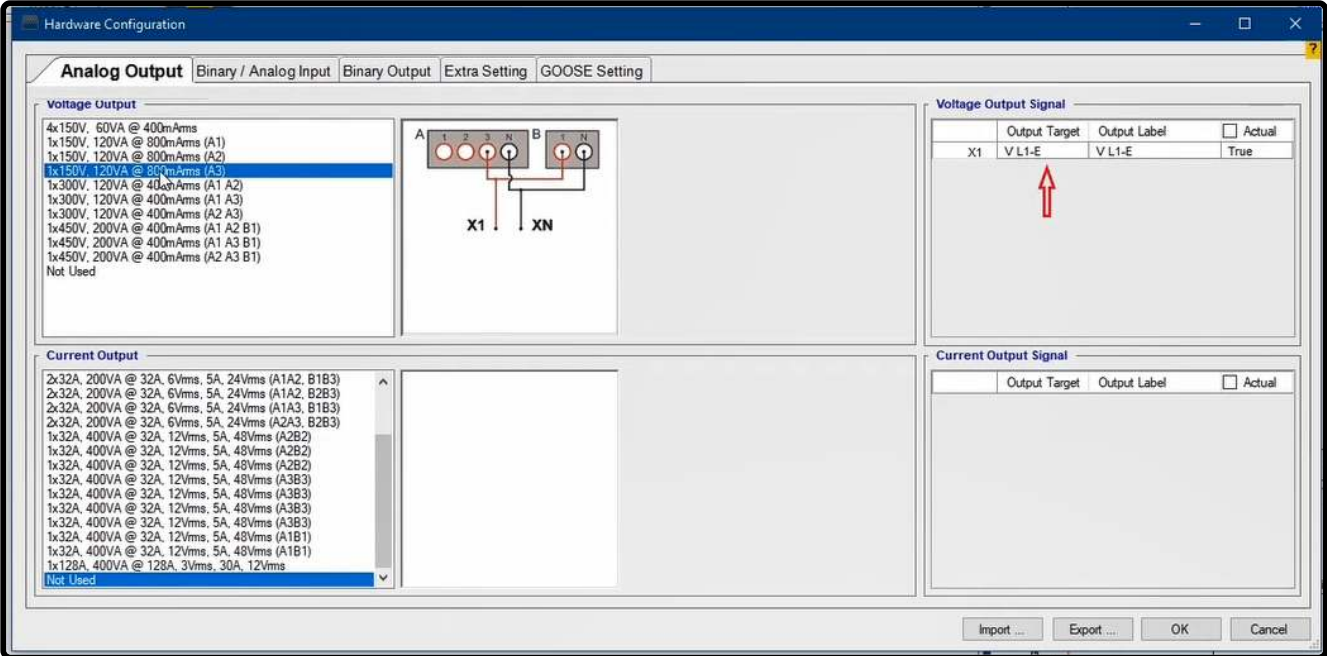 Hardware Configuration
?
Analog Output Binary / Analog Input Binary Output Extra Setting GOOSE Setting
Voltage Output
4x150V, 60VA @ 400mArms
1x150V, 120VA @ 800mArms (A1)
1x150V, 120VA @ 800mArms (A2)
1x150V, 120VA @ 800mArms (A3)
1x300V, 120VA @ 400mArms (A1 A2)
1x300V, 120VA @ 400mArms (A1 A3)
1x300V, 120VA @ 400mArms (A2 A3)
1x450V, 200VA @ 400mArms (A1 A2 B1)
1x450V, 200VA @ 400mArms (A1 A3 B1)
1x450V, 200VA @ 400mArms (A2 A3 B1)
Not Used
A 1 2 3 N B 1 N
X1 XN
Voltage Output Signal
Output Target Output Label Actual
X1 V L1-E V L1-E True
Current Output
2x32A, 200VA @ 32A, 6Vrms, 5A, 24Vrms (A1A2, B1B3)
2x32A, 200VA @ 32A, 6Vrms, 5A, 24Vrms (A1A2, B2B3)
2x32A, 200VA @ 32A, 6Vrms, 5A, 24Vrms (A1A3, B1B3)
2x32A, 200VA @ 32A, 6Vrms, 5A, 24Vrms (A2A3, B2B3)
1x32A, 400VA @ 32A, 12Vrms, 5A, 48Vrms (A2B2)
1x32A, 400VA @ 32A, 12Vrms, 5A, 48Vrms (A2B2)
1x32A, 400VA @ 32A, 12Vrms, 5A, 48Vrms (A2B2)
1x32A, 400VA @ 32A, 12Vrms, 5A, 48Vrms (A3B3)
1x32A, 400VA @ 32A, 12Vrms, 5A, 48Vrms (A3B3)
1x32A, 400VA @ 32A, 12Vrms, 5A, 48Vrms (A3B3)
1x32A, 400VA @ 32A, 12Vrms, 5A, 48Vrms (A3B3)
1x32A, 400VA @ 32A, 12Vrms, 5A, 48Vrms (A1B1)
1x32A, 400VA @ 32A, 12Vrms, 5A, 48Vrms (A1B1)
1x128A, 400VA @ 128A, 3Vrms, 30A, 12Vrms
Not Used
Current Output Signal
Output Target Output Label Actual
Import ... Export ... OK Cancel